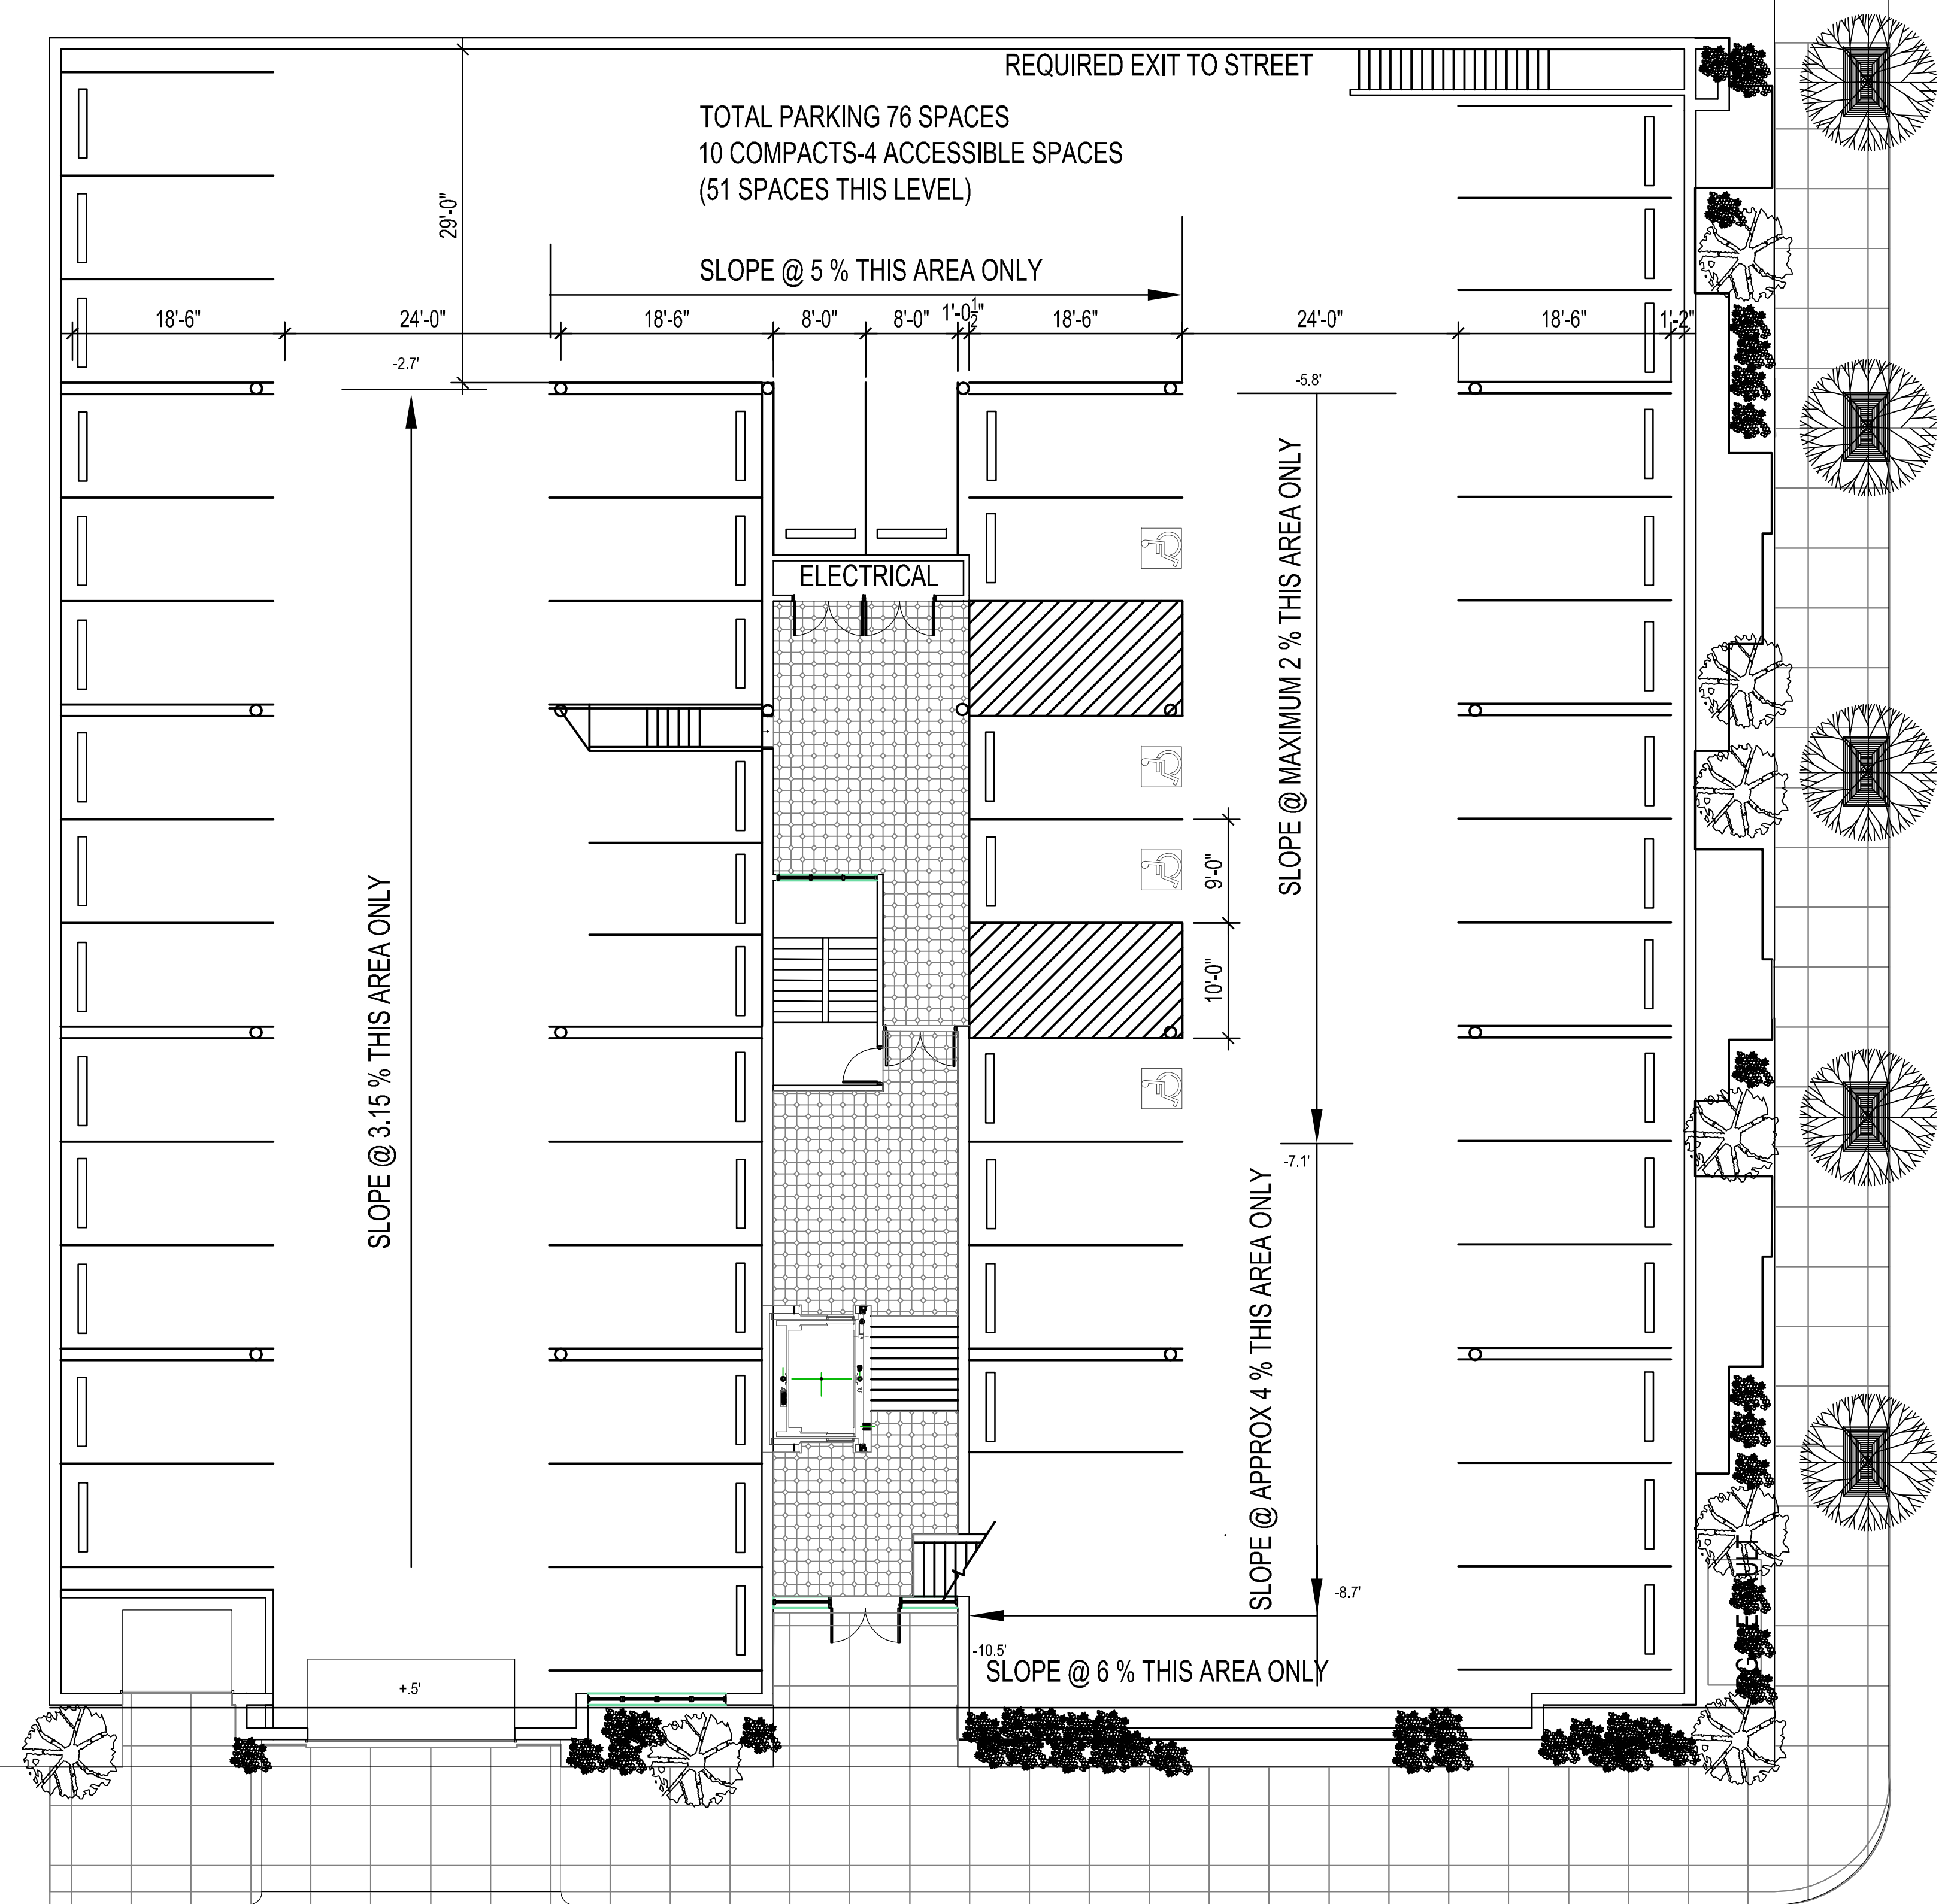 REQUIRED EXIT TO STREET
TOTAL PARKING 76 SPACES
10 COMPACTS-4 ACCESSIBLE SPACES
(51 SPACES THIS LEVEL)
29'-0"
SLOPE @ 5 % THIS AREA ONLY
18'-6"
24'-0"
18'-6"
8'-0"
8'-0"
1'-0½"
18'-6"
24'-0"
18'-6"
1'-2"
-2.7'
-5.8'
ELECTRICAL
SLOPE @ MAXIMUM 2 % THIS AREA ONLY
9'-0"
10'-0"
SLOPE @ 3.15 % THIS AREA ONLY
-7.1'
SLOPE @ APPROX 4 % THIS AREA ONLY
-8.7'
-10.5'
SLOPE @ 6 % THIS AREA ONLY
+.5'